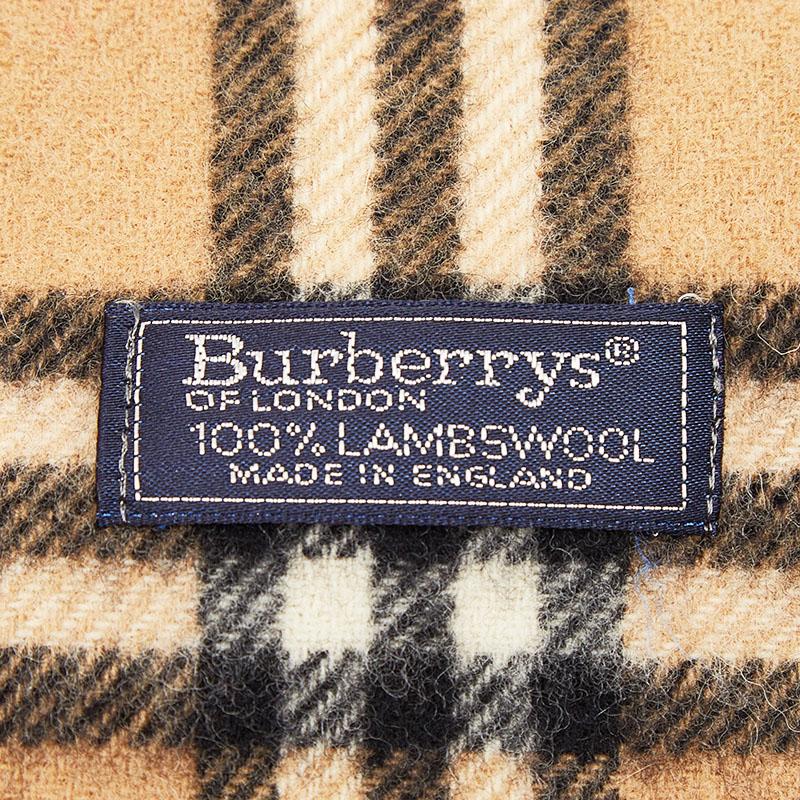 Burberrys®
OF LONDON
100% LAMBSWOOL
MADE IN ENGLAND